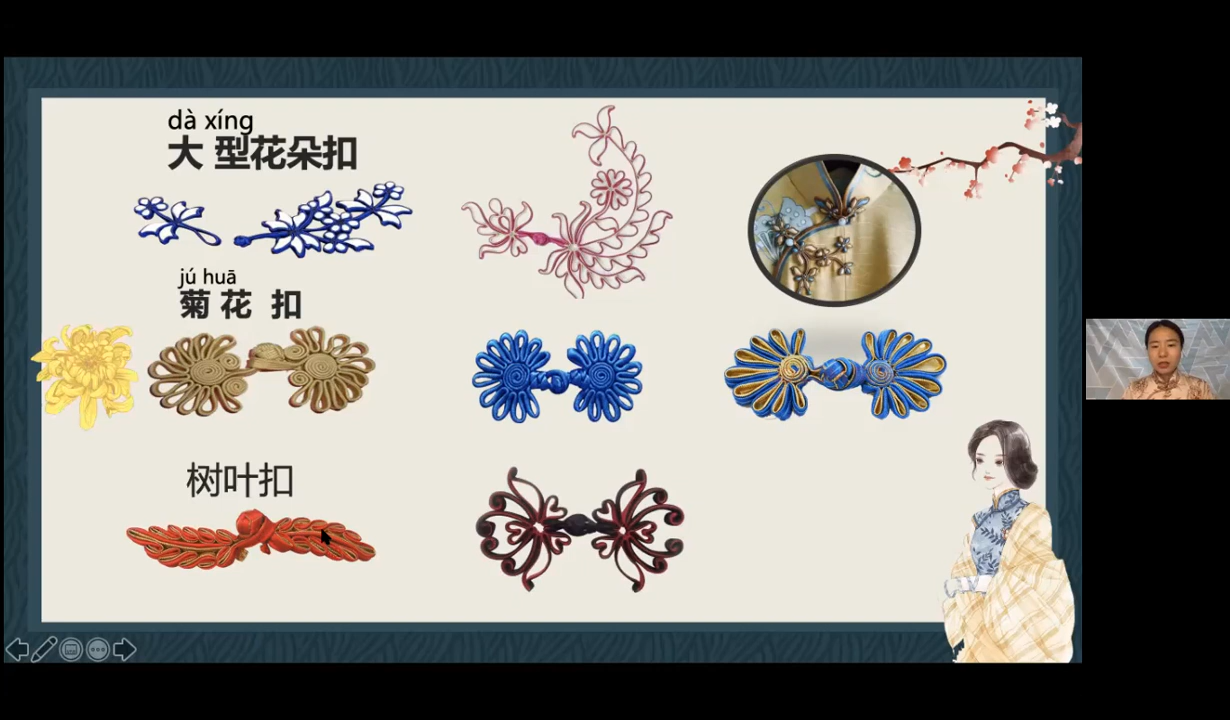 dà xíng
大 型花朵扣
jú huā
菊 花 扣
树叶扣